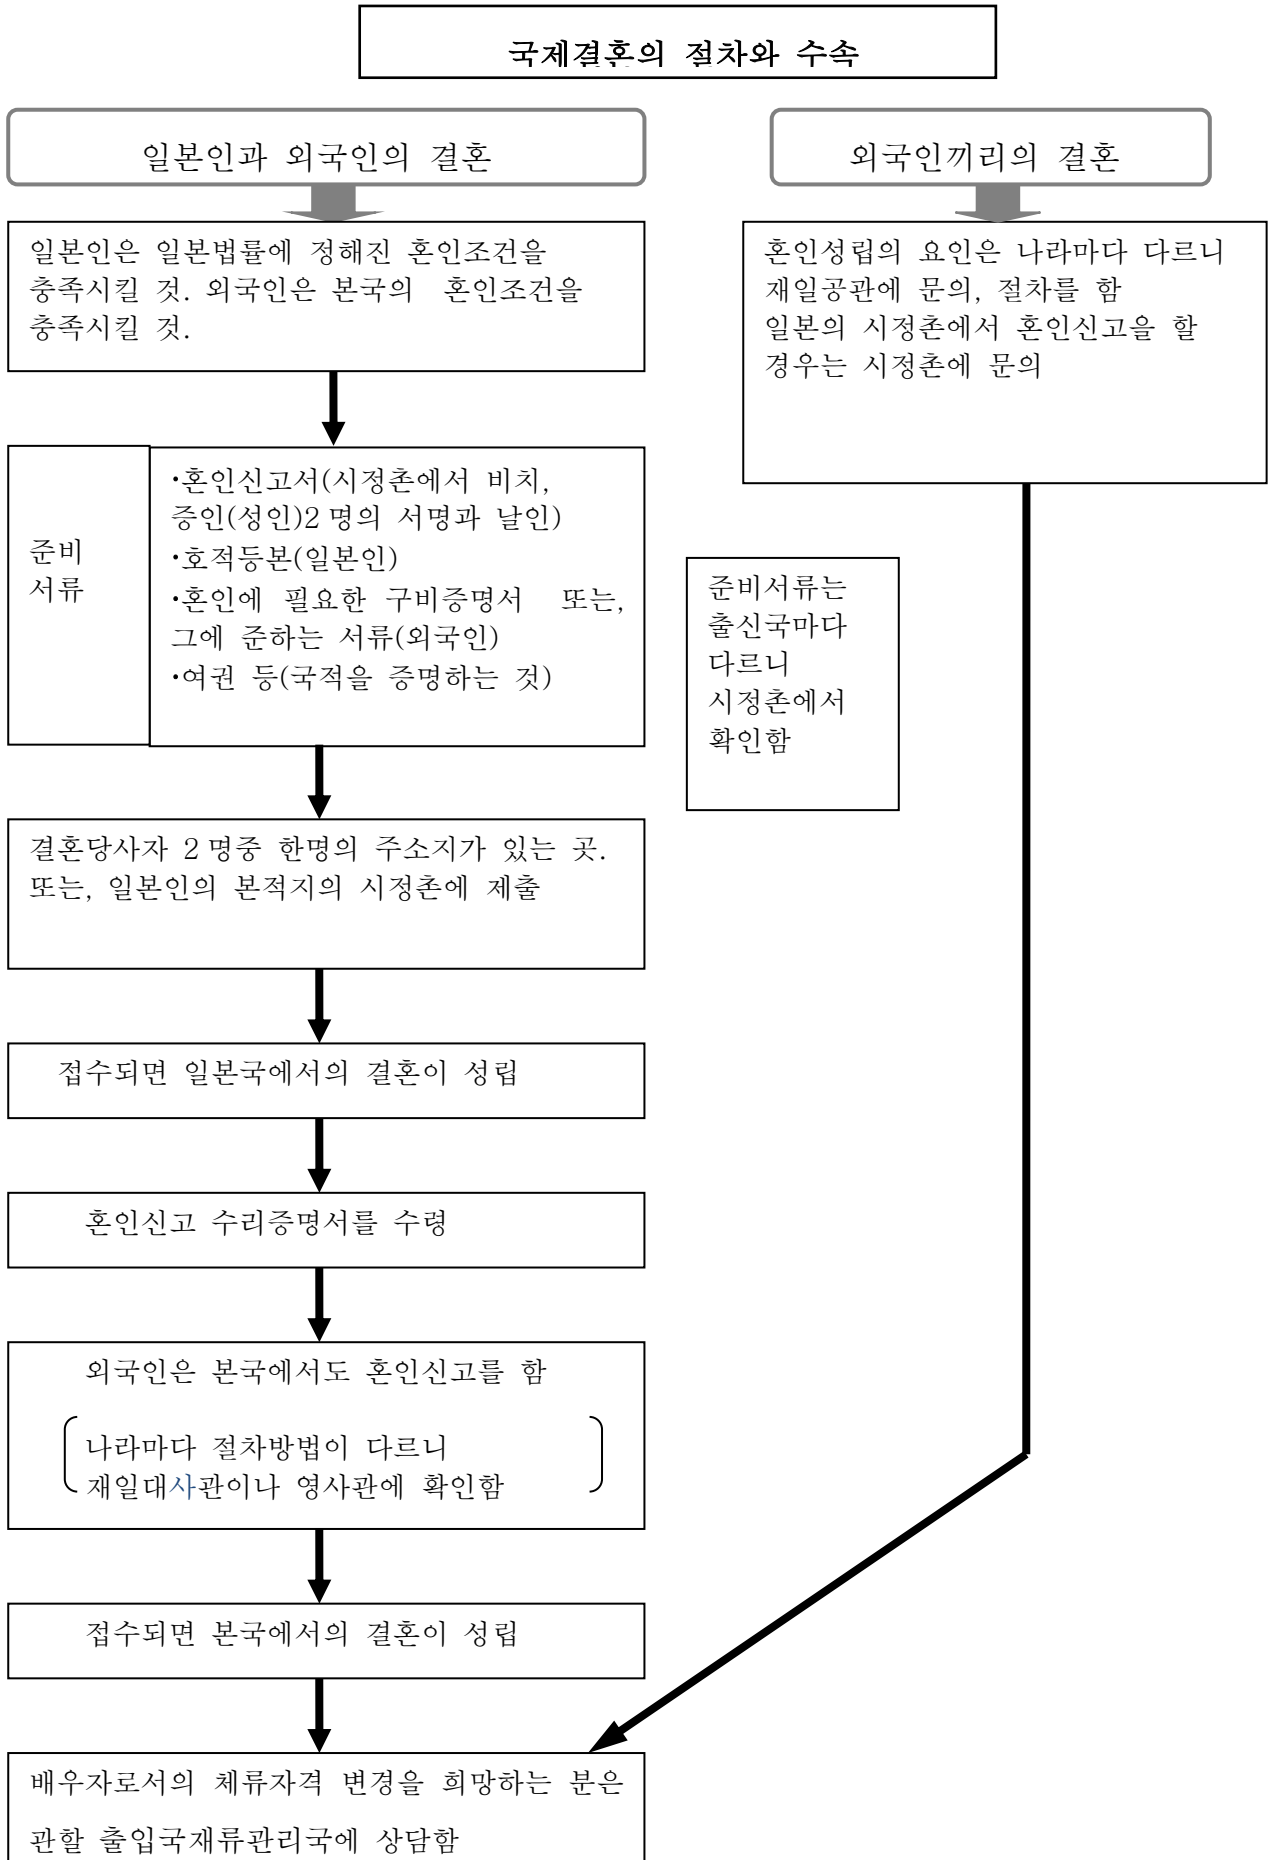 국제결혼의 절차와 수속
일본인과 외국인의 결혼
외국인끼리의 결혼
일본인은 일본법률에 정해진 혼인조건을
충족시킬 것. 외국인은 본국의 혼인조건을
충족시킬 것.
혼인성립의 요인은 나라마다 다르니
재일공관에 문의, 절차를 함
일본의 시정촌에서 혼인신고을 할
경우는 시정촌에 문의
준비
서류
·혼인신고서(시정촌에서 비치,
증인(성인)2명의 서명과 날인)
·호적등본(일본인)
·혼인에 필요한 구비증명서 또는,
그에 준하는 서류(외국인)
·여권 등(국적을 증명하는 것)
준비서류는
출신국마다
다르니
시정촌에서
확인함
결혼당사자 2명중 한명의 주소지가 있는 곳.
또는, 일본인의 본적지의 시정촌에 제출
접수되면 일본국에서의 결혼이 성립
혼인신고 수리증명서를 수령
외국인은 본국에서도 혼인신고를 함
나라마다 절차방법이 다르니
재일대사관이나 영사관에 확인함
접수되면 본국에서의 결혼이 성립
배우자로서의 체류자격 변경을 희망하는 분은
관할 출입국재류관리국에 상담함